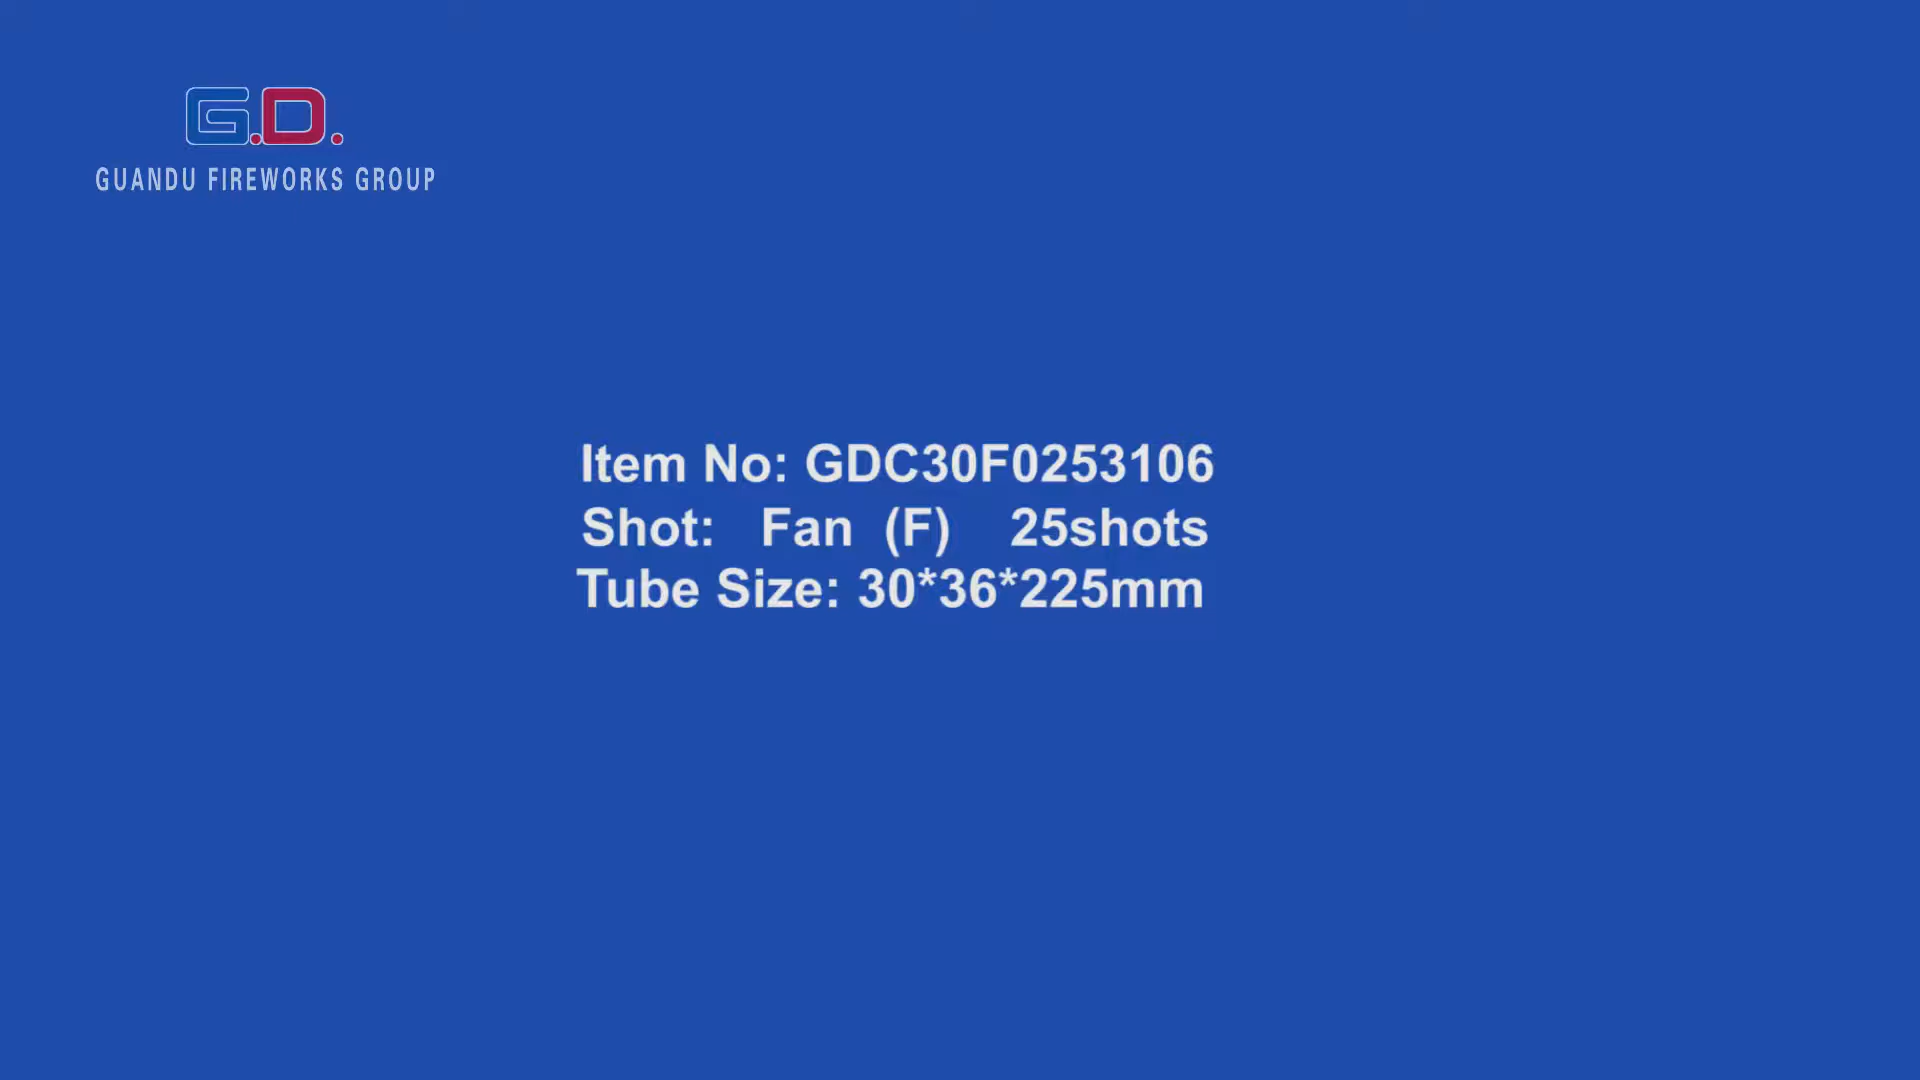 G.D.
GUANDU FIREWORKS GROUP
Item No: GDC30F0253106
Shot: Fan (F) 25shots
Tube Size: 30*36*225mm